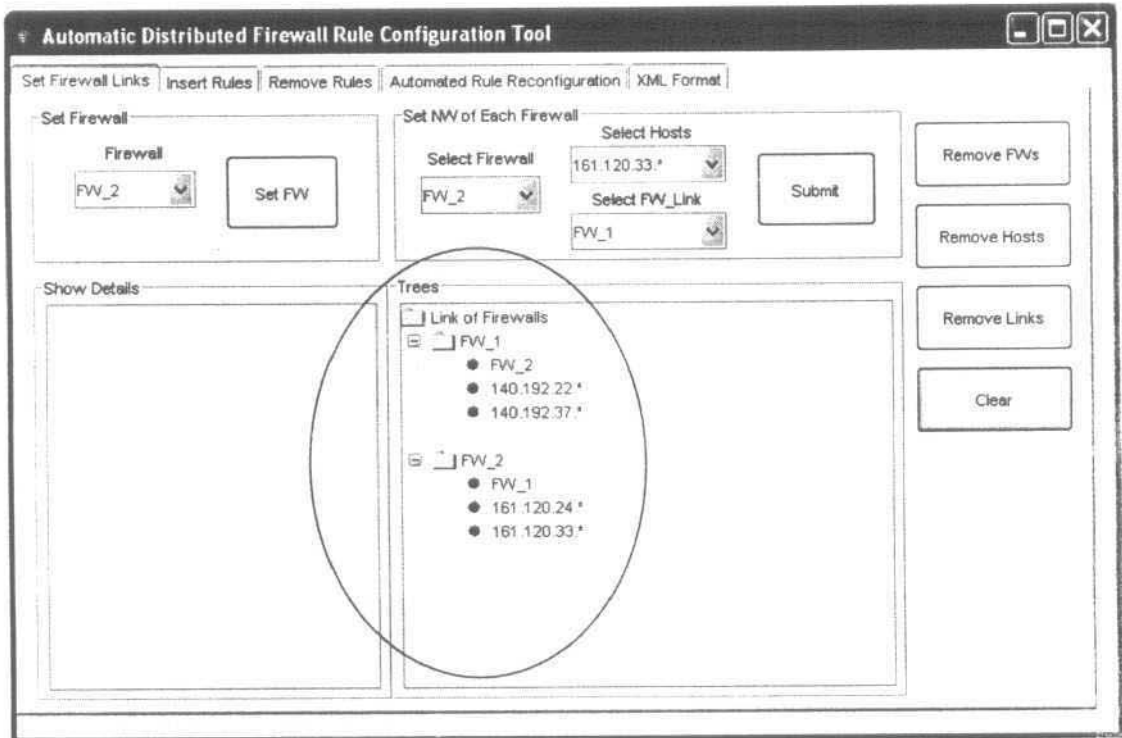 Automatic Distributed Firewall Rule Configuration Tool
Set Firewall Links Insert Rules Remove Rules Automated Rule Reconfiguration XML Format
Set Firewall
Firewall
FW_2
Set FW
Set NW of Each Firewall
Select Firewall
FW_2
Select Hosts
161.120.33.*
Select FW_Link
FW_1
Submit
Remove FWs
Remove Hosts
Remove Links
Clear
Show Details
Trees
Link of Firewalls
FW_1
FW_2
140.192.22.*
140.192.37.*
FW_2
FW_1
161.120.24.*
161.120.33.*